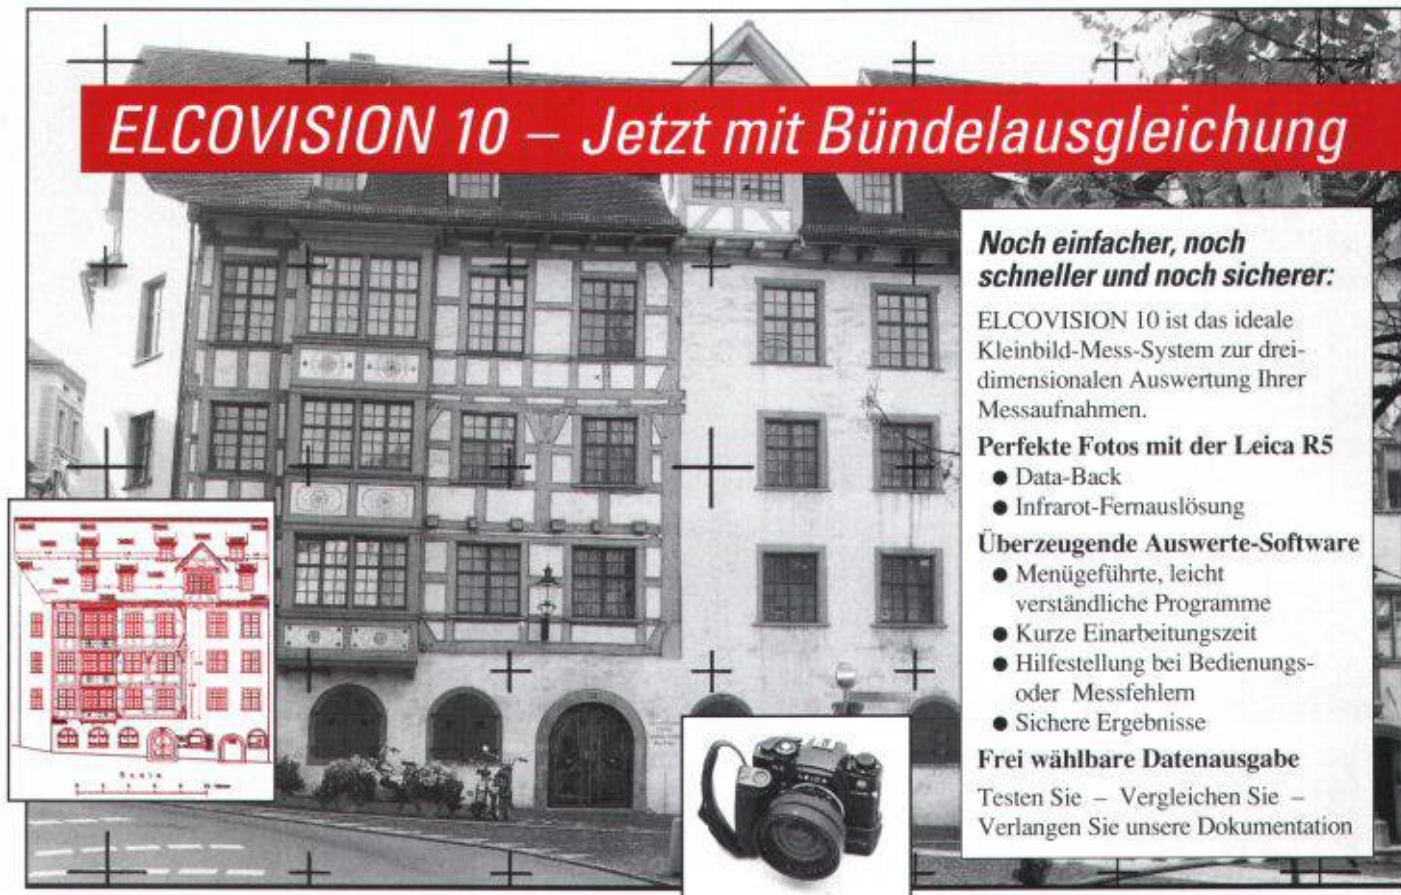 ELCOVISION 10 – Jetzt mit Bündelausgleichung
Noch einfacher, noch
schneller und noch sicherer:
ELCOVISION 10 ist das ideale
Kleinbild-Mess-System zur drei-
dimensionalen Auswertung Ihrer
Messaufnahmen.
Perfekte Fotos mit der Leica R5
● Data-Back
● Infrarot-Fernauslösung
Überzeugende Auswerte-Software
● Menügeführte, leicht
verständliche Programme
● Kurze Einarbeitungszeit
● Hilfestellung bei Bedienungs-
oder Messfehlern
● Sichere Ergebnisse
Frei wählbare Datenausgabe
Testen Sie – Vergleichen Sie –
Verlangen Sie unsere Dokumentation
Scale
LEICA